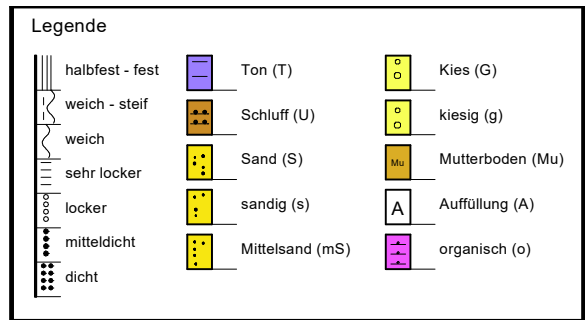 Legende
halbfest - fest
weich - steif
weich
sehr locker
locker
mitteldicht
dicht
Ton (T)
Schluff (U)
Sand (S)
sandig (s)
Mittelsand (mS)
Kies (G)
kiesig (g)
Mu Mutterboden (Mu)
A Auffüllung (A)
organisch (o)